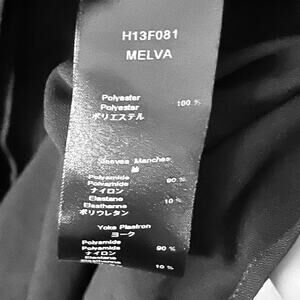 H13F081
MELVA
Polyester
Polyester 100 %
ポリエステル
Sleeves Manches
Polyamide 90 %
Polyamide
ナイロン
Elastane 10 %
Elasthanne
ポリウレタン
Yoke Plastron
ヨーク
Polyamide 90 %
Polyamide
ナイロン
Elastane 10 %